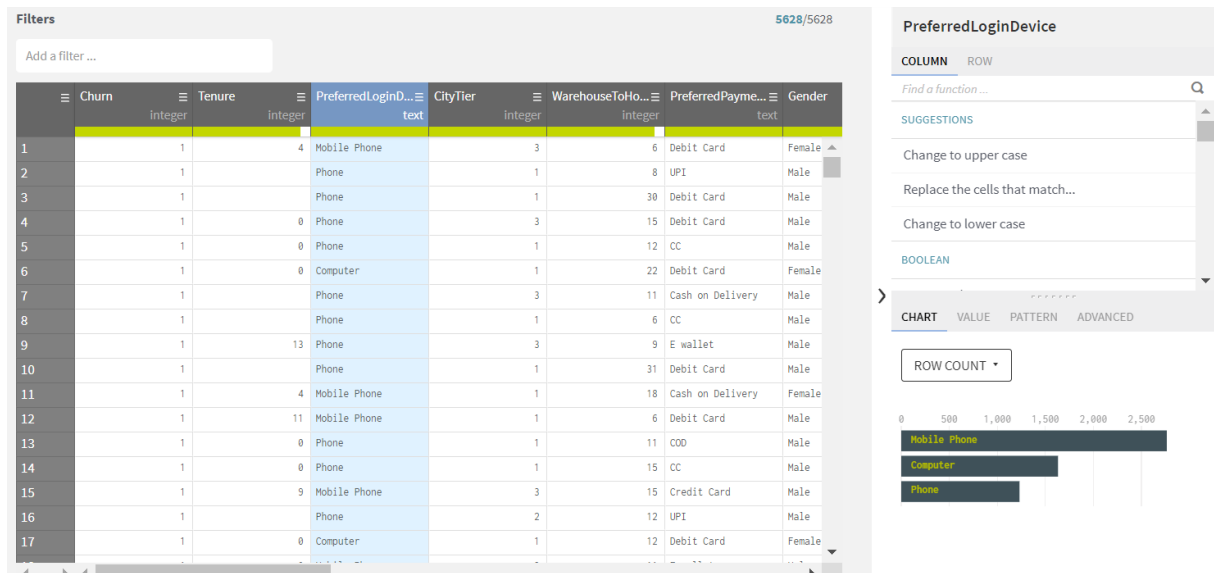 Filters 5628/5628
Add a filter ...
Churn Tenure PreferredLoginD... CityTier WarehouseToHo... PreferredPayme... Gender
integer integer text integer integer text
1 1 4 Mobile Phone 3 6 Debit Card Female
2 1 Phone 1 8 UPI Male
3 1 Phone 1 30 Debit Card Male
4 1 0 Phone 3 15 Debit Card Male
5 1 0 Phone 1 12 CC Male
6 1 0 Computer 1 22 Debit Card Female
7 1 Phone 3 11 Cash on Delivery Male
8 1 Phone 1 6 CC Male
9 1 13 Phone 3 9 E wallet Male
10 1 Phone 1 31 Debit Card Male
11 1 4 Mobile Phone 1 18 Cash on Delivery Female
12 1 11 Mobile Phone 1 6 Debit Card Male
13 1 0 Phone 1 11 COD Male
14 1 0 Phone 1 15 CC Male
15 1 9 Mobile Phone 3 15 Credit Card Male
16 1 Phone 2 12 UPI Male
17 1 0 Computer 1 12 Debit Card Female
PreferredLoginDevice
COLUMN ROW
Find a function ...
SUGGESTIONS
Change to upper case
Replace the cells that match...
Change to lower case
BOOLEAN
CHART VALUE PATTERN ADVANCED
ROW COUNT
0 500 1,000 1,500 2,000 2,500
Mobile Phone
Computer
Phone